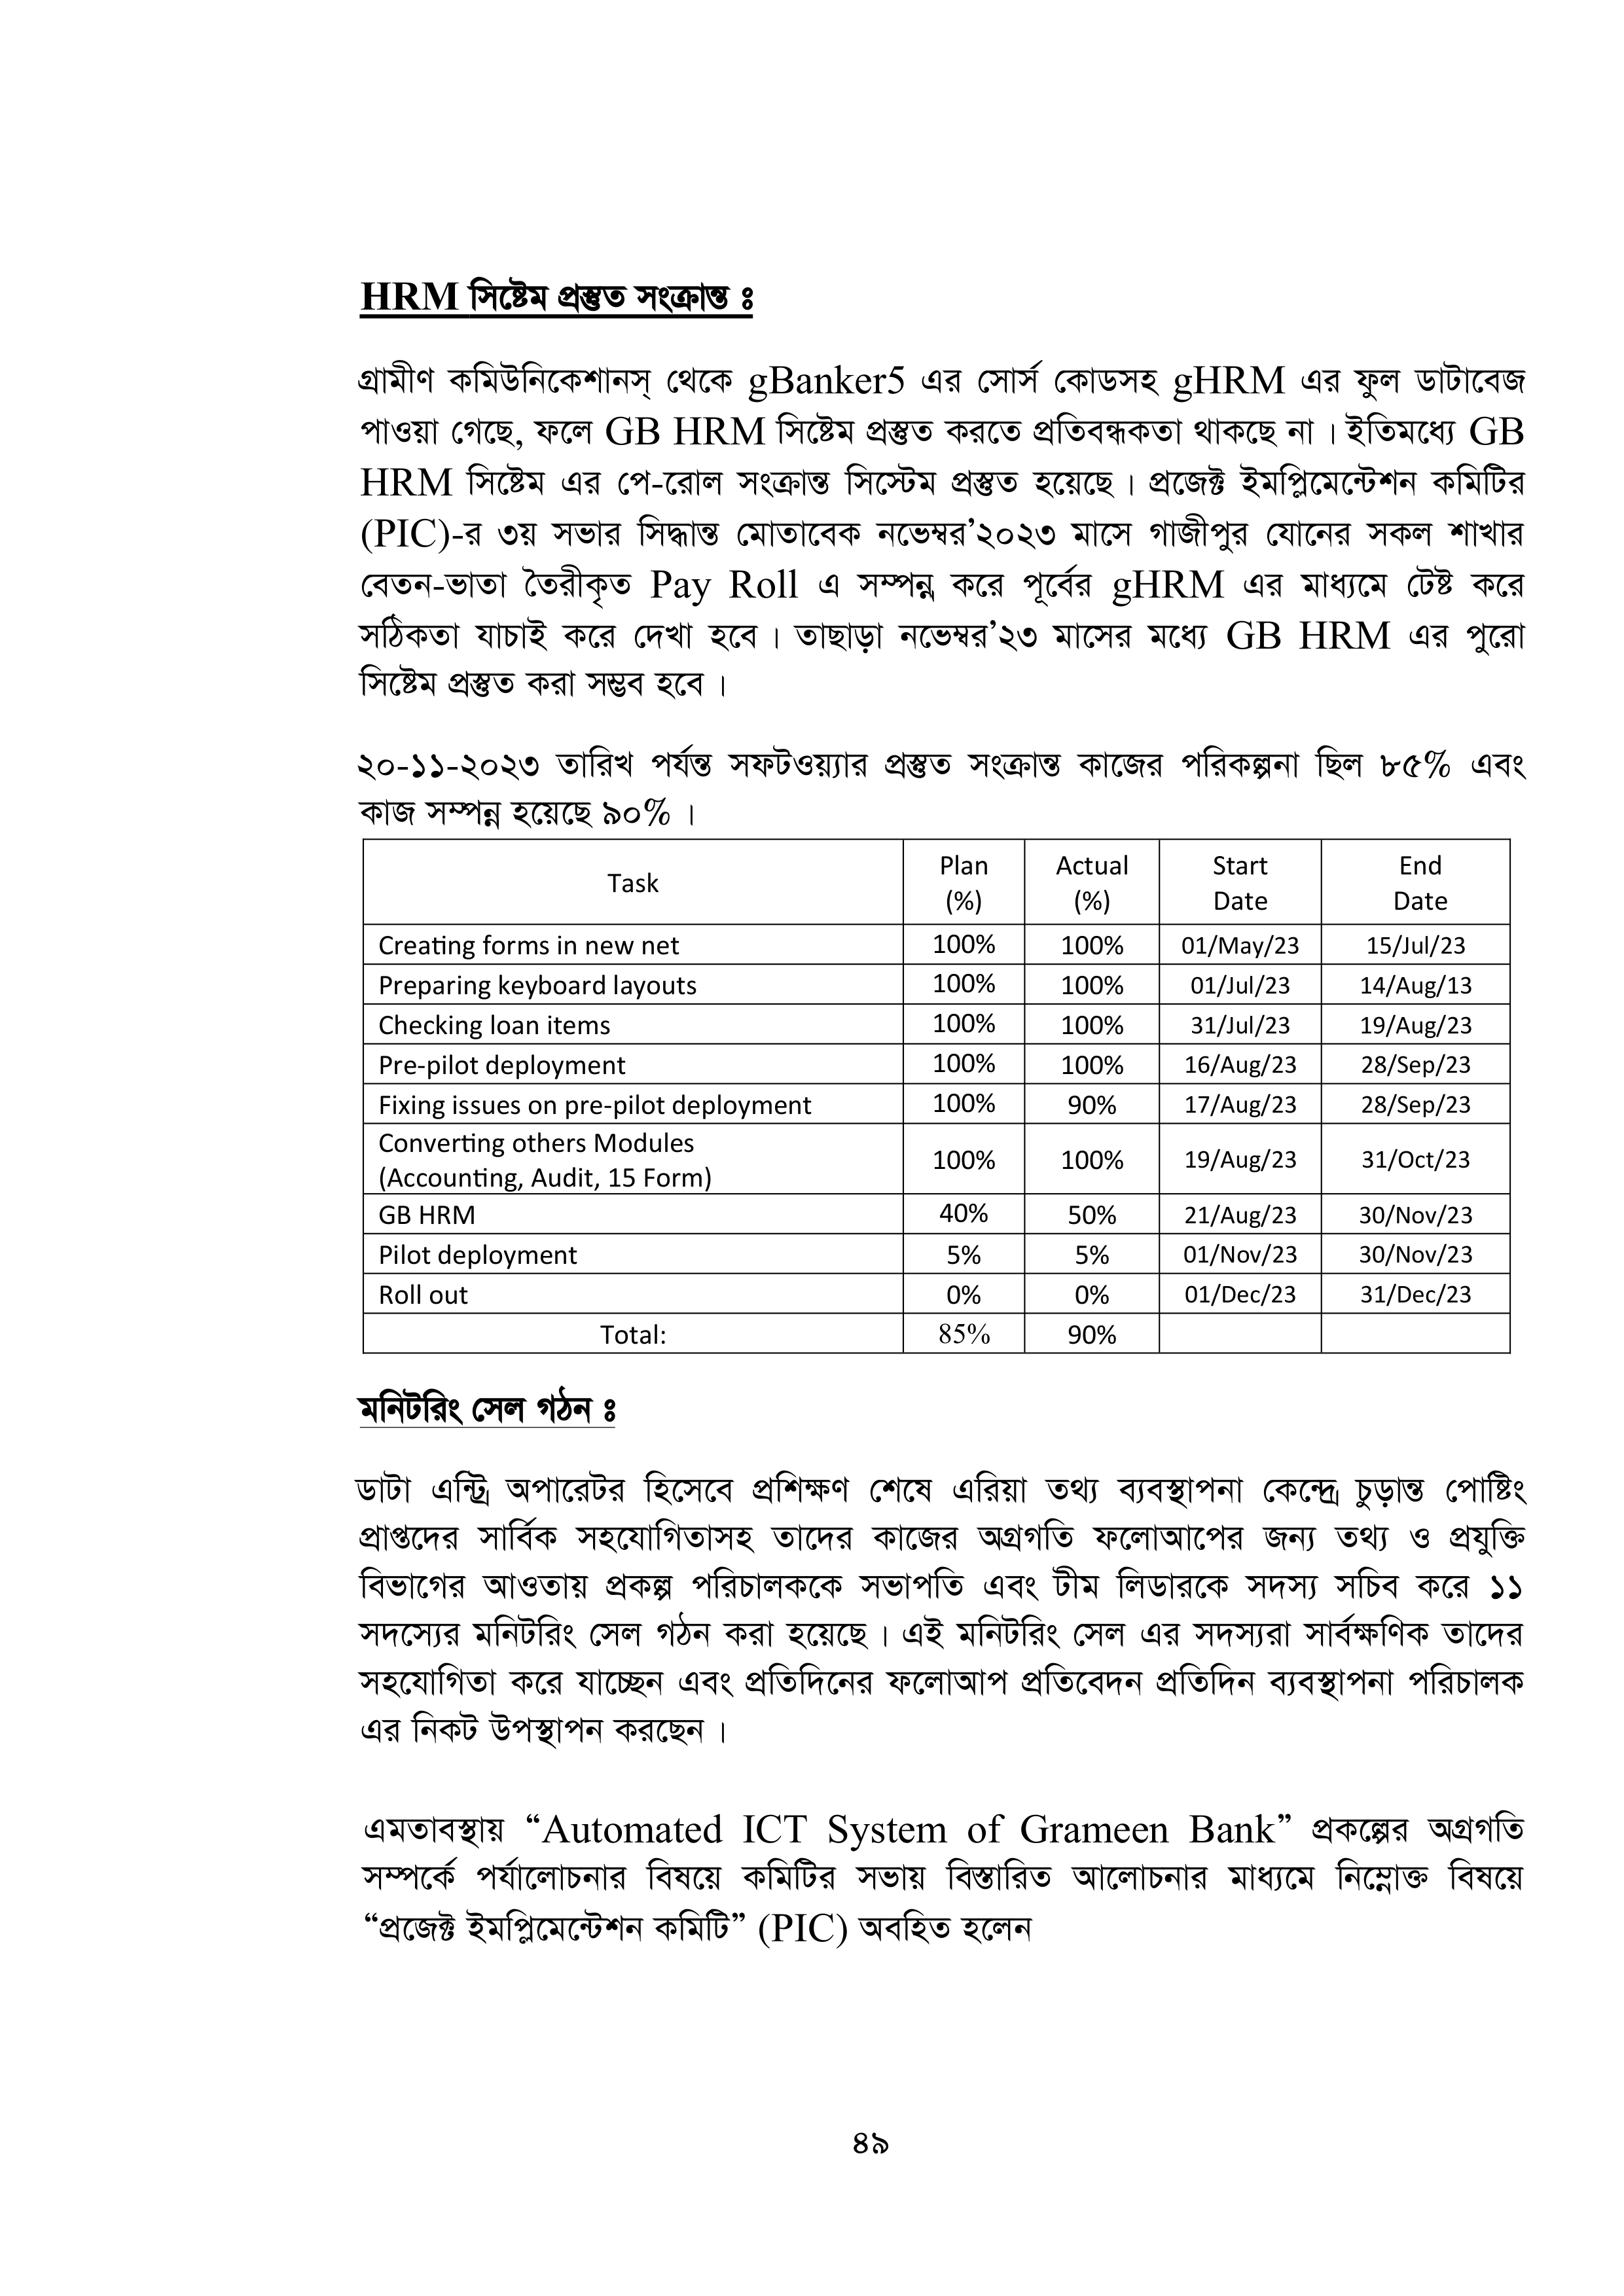 HRM সিষ্টেম প্রস্তুত সংক্রান্ত ঃ
গ্রামীণ কমিউনিকেশানস্ থেকে gBanker5 এর সোর্স কোডসহ gHRM এর ফুল ডাটাবেজ
পাওয়া গেছে, ফলে GB HRM সিষ্টেম প্রস্তুত করতে প্রতিবন্ধকতা থাকছে না । ইতিমধ্যে GB
HRM সিষ্টেম এর পে-রোল সংক্রান্ত সিস্টেম প্রস্তুত হয়েছে । প্রজেক্ট ইমপ্লিমেন্টেশন কমিটির
(PIC)-র ৩য় সভার সিদ্ধান্ত মোতাবেক নভেম্বর’২০২৩ মাসে গাজীপুর যোনের সকল শাখার
বেতন-ভাতা তৈরীকৃত Pay Roll এ সম্পন্ন করে পূর্বের gHRM এর মাধ্যমে টেষ্ট করে
সঠিকতা যাচাই করে দেখা হবে । তাছাড়া নভেম্বর’২৩ মাসের মধ্যে GB HRM এর পুরো
সিষ্টেম প্রস্তুত করা সম্ভব হবে ।
২০-১১-২০২৩ তারিখ পর্যন্ত সফটওয়্যার প্রস্তুত সংক্রান্ত কাজের পরিকল্পনা ছিল ৮৫% এবং
কাজ সম্পন্ন হয়েছে ৯০% ।
Task Plan (%) Actual (%) Start Date End Date
Creating forms in new net 100% 100% 01/May/23 15/Jul/23
Preparing keyboard layouts 100% 100% 01/Jul/23 14/Aug/13
Checking loan items 100% 100% 31/Jul/23 19/Aug/23
Pre-pilot deployment 100% 100% 16/Aug/23 28/Sep/23
Fixing issues on pre-pilot deployment 100% 90% 17/Aug/23 28/Sep/23
Converting others Modules
(Accounting, Audit, 15 Form) 100% 100% 19/Aug/23 31/Oct/23
GB HRM 40% 50% 21/Aug/23 30/Nov/23
Pilot deployment 5% 5% 01/Nov/23 30/Nov/23
Roll out 0% 0% 01/Dec/23 31/Dec/23
Total: 85% 90%
মনিটরিং সেল গঠন ঃ
ডাটা এন্ট্রি অপারেটর হিসেবে প্রশিক্ষণ শেষে এরিয়া তথ্য ব্যবস্থাপনা কেন্দ্রে চুড়ান্ত পোষ্টিং
প্রাপ্তদের সার্বিক সহযোগিতাসহ তাদের কাজের অগ্রগতি ফলোআপের জন্য তথ্য ও প্রযুক্তি
বিভাগের আওতায় প্রকল্প পরিচালককে সভাপতি এবং টীম লিডারকে সদস্য সচিব করে ১১
সদস্যের মনিটরিং সেল গঠন করা হয়েছে । এই মনিটরিং সেল এর সদস্যরা সার্বক্ষণিক তাদের
সহযোগিতা করে যাচ্ছেন এবং প্রতিদিনের ফলোআপ প্রতিবেদন প্রতিদিন ব্যবস্থাপনা পরিচালক
এর নিকট উপস্থাপন করছেন ।
এমতাবস্থায় “Automated ICT System of Grameen Bank” প্রকল্পের অগ্রগতি
সম্পর্কে পর্যালোচনার বিষয়ে কমিটির সভায় বিস্তারিত আলোচনার মাধ্যমে নিম্নোক্ত বিষয়ে
“প্রজেক্ট ইমপ্লিমেন্টেশন কমিটি” (PIC) অবহিত হলেন
৪৯